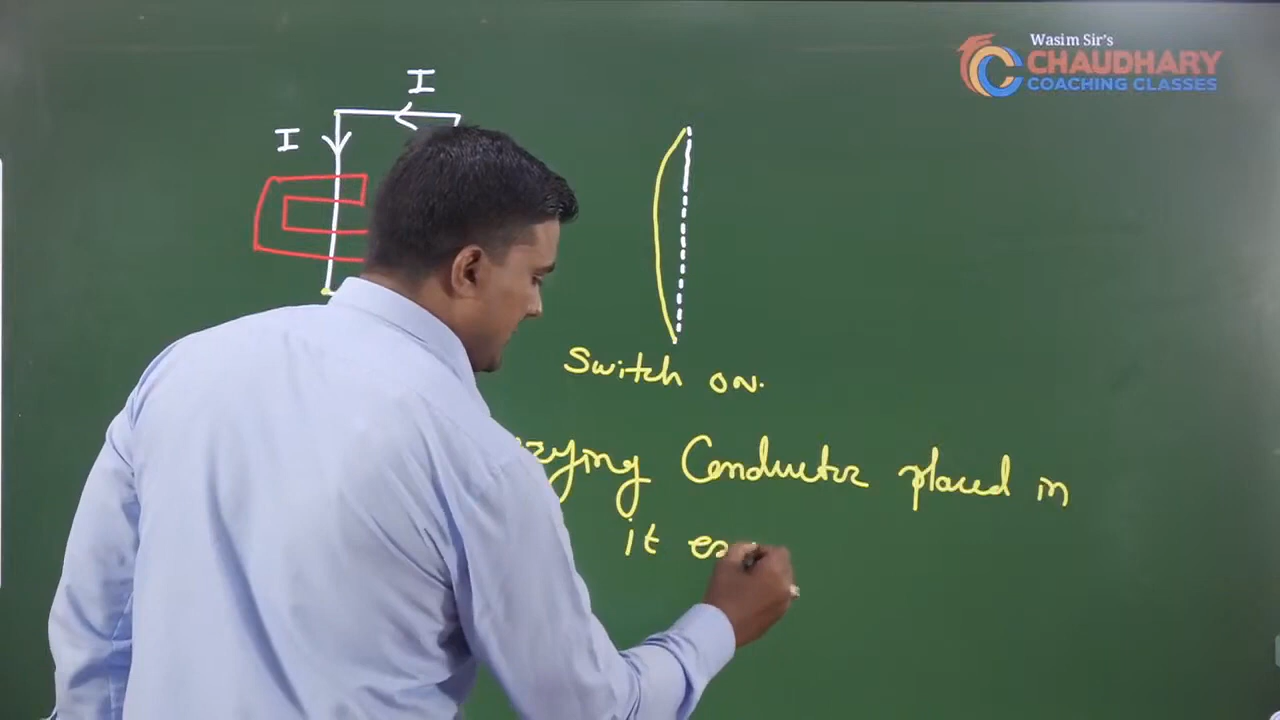 Wasim Sir's
CHAUDHARY
COACHING CLASSES
I
I
Switch on.
Conductor placed in
it